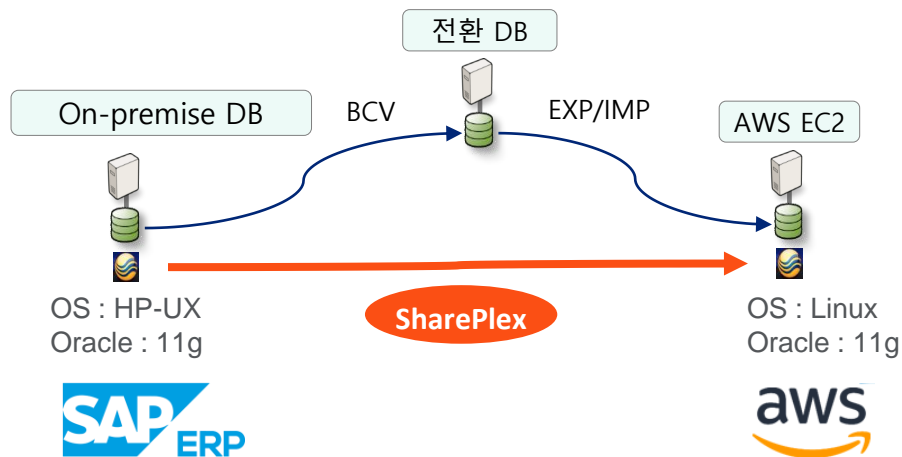 전환 DB
On-premise DB
BCV
EXP/IMP
AWS EC2
SharePlex
OS : HP-UX
Oracle : 11g
OS : Linux
Oracle : 11g
SAP ERP
aws